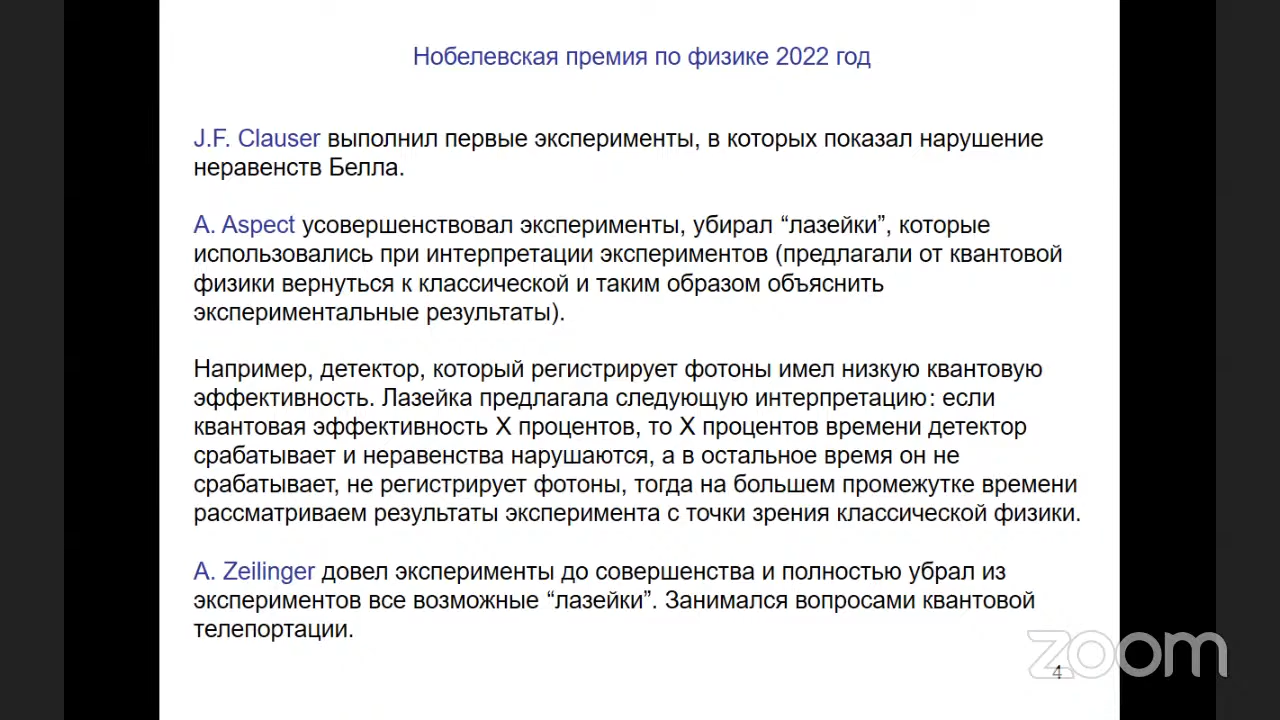 Нобелевская премия по физике 2022 год
J.F. Clauser выполнил первые эксперименты, в которых показал нарушение
неравенств Белла.
A. Aspect усовершенствовал эксперименты, убирал “лазейки”, которые
использовались при интерпретации экспериментов (предлагали от квантовой
физики вернуться к классической и таким образом объяснить
экспериментальные результаты).
Например, детектор, который регистрирует фотоны имел низкую квантовую
эффективность. Лазейка предлагала следующую интерпретацию: если
квантовая эффективность X процентов, то X процентов времени детектор
срабатывает и неравенства нарушаются, а в остальное время он не
срабатывает, не регистрирует фотоны, тогда на большем промежутке времени
рассматриваем результаты эксперимента с точки зрения классической физики.
A. Zeilinger довел эксперименты до совершенства и полностью убрал из
экспериментов все возможные “лазейки”. Занимался вопросами квантовой
телепортации.
zoom
4